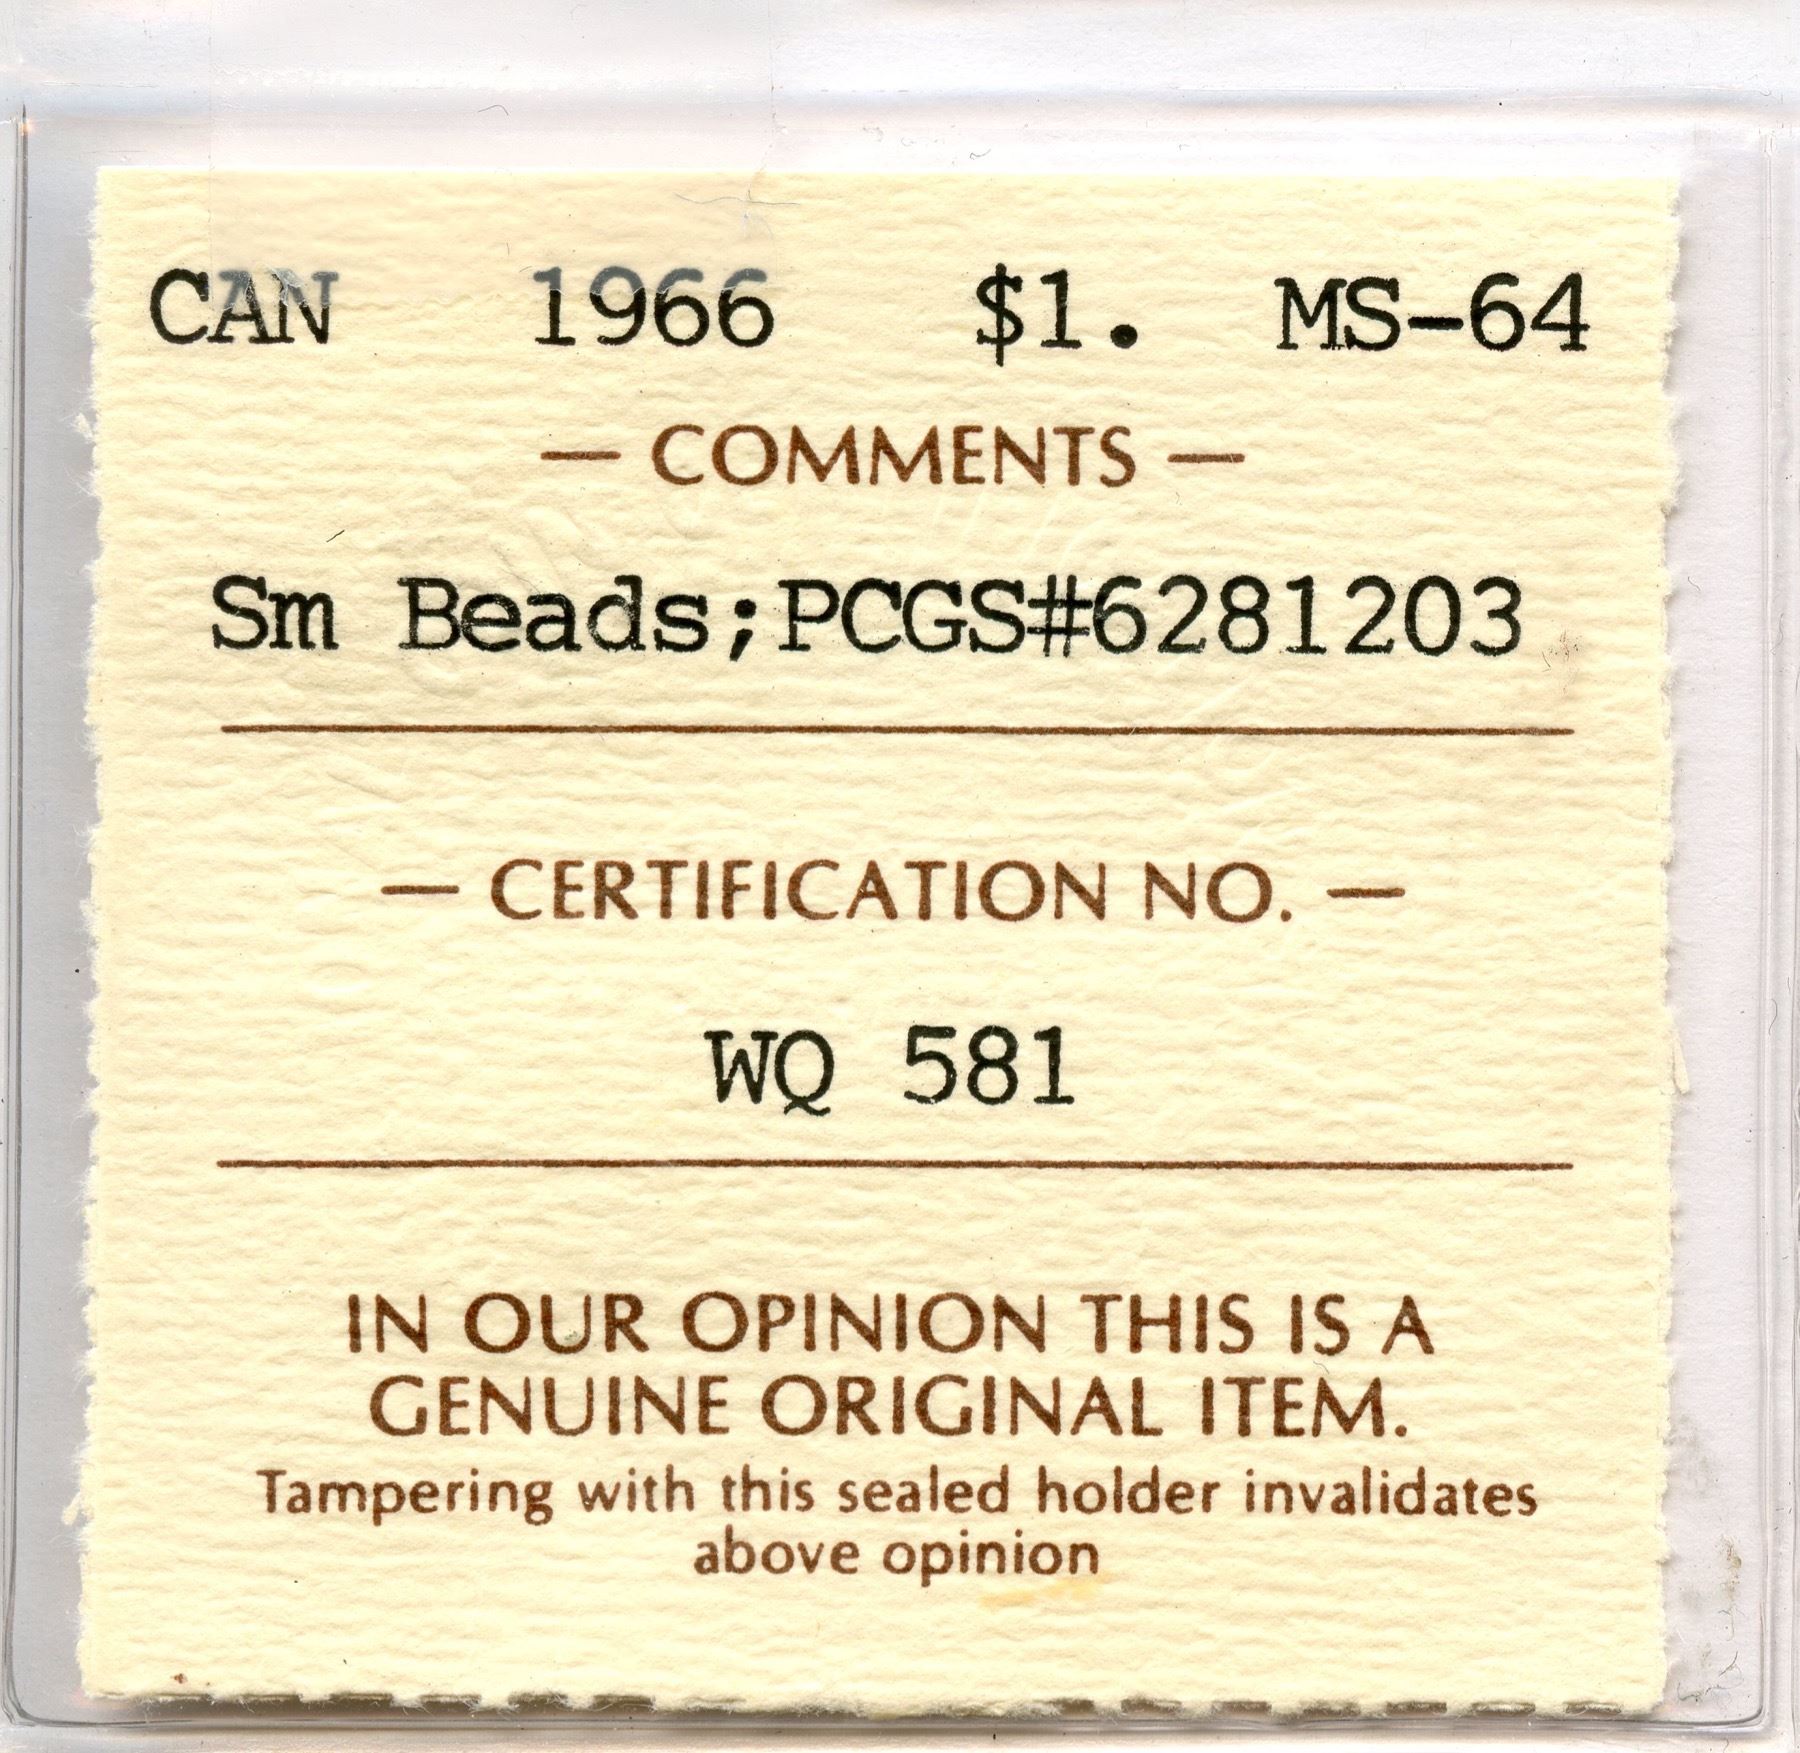 CAN 1966 $1. MS-64
— COMMENTS —
Sm Beads;PCGS#6281203
— CERTIFICATION NO. —
WQ 581
IN OUR OPINION THIS IS A
GENUINE ORIGINAL ITEM.
Tampering with this sealed holder invalidates
above opinion